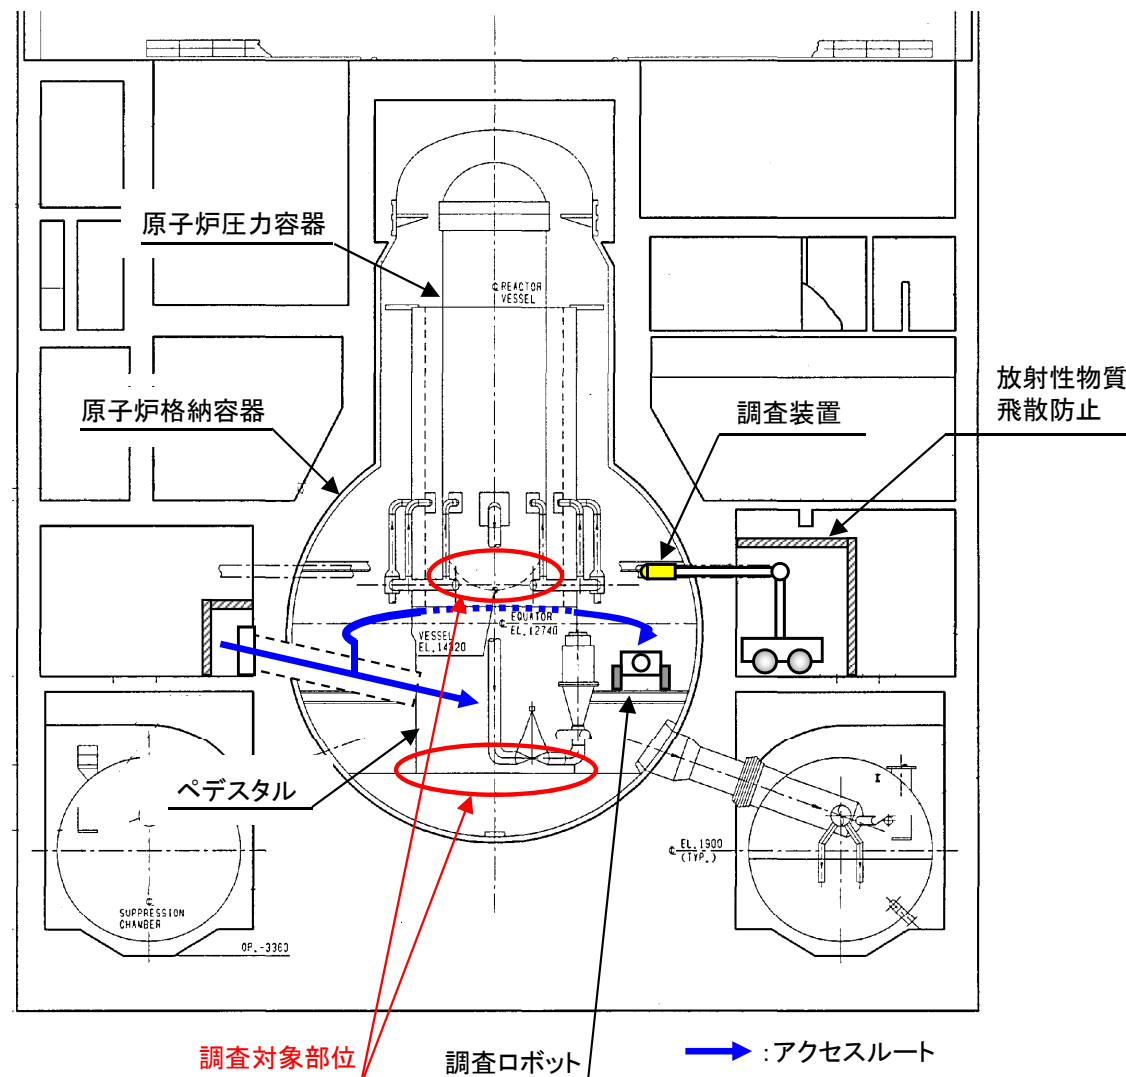 原子炉圧力容器
℄ REACTOR
VESSEL
原子炉格納容器
調査装置
放射性物質
飛散防止
VESSEL
EL.14320
℄ EQUATOR
EL.12740
ペデスタル
℄ EL.1900
(TYP.)
℄
SUPPRESSION
CHAMBER
OP.-3360
調査対象部位
調査ロボット
:アクセスルート